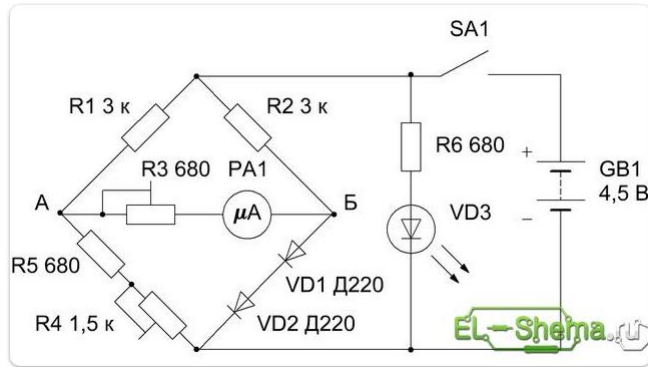 SA1
R1 3 к
R2 3 к
R3 680
PA1
R6 680
+
GB1
4,5 В
–
А
µA
Б
VD3
R5 680
VD1 Д220
R4 1,5 к
VD2 Д220
EL-Shema.ru